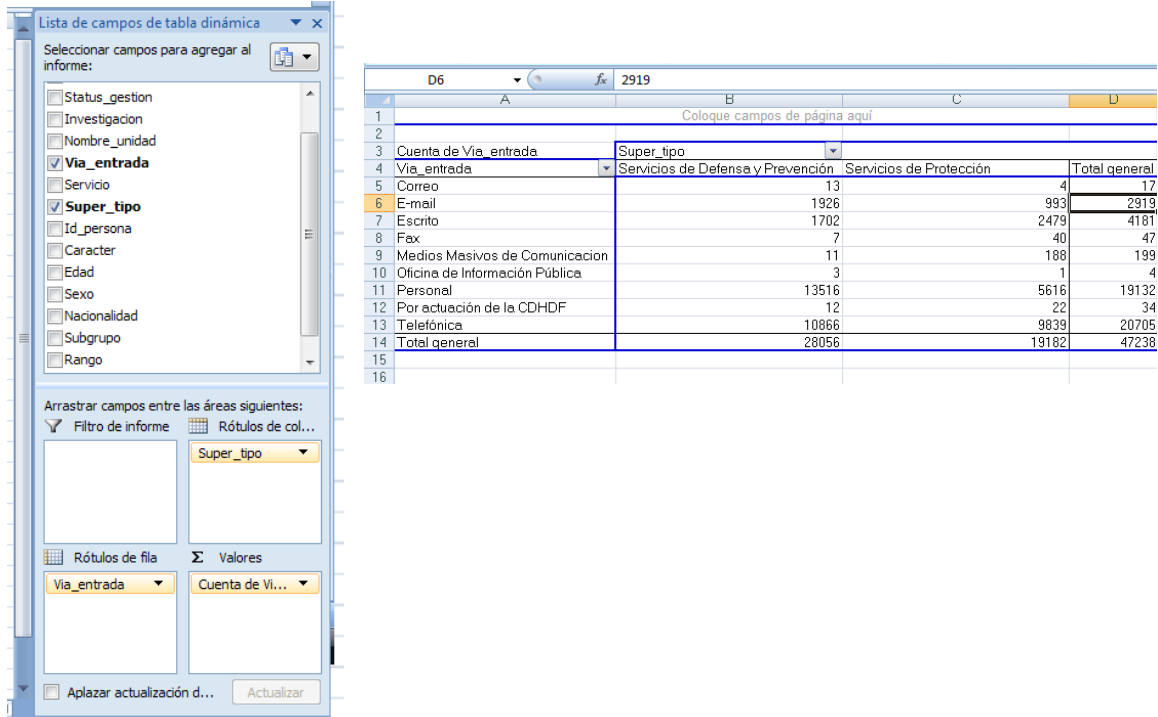 Lista de campos de tabla dinámica
Seleccionar campos para agregar al
informe:
Status_gestion
Investigacion
Nombre_unidad
Via_entrada
Servicio
Super_tipo
Id_persona
Caracter
Edad
Sexo
Nacionalidad
Subgrupo
Rango
Arrastrar campos entre las áreas siguientes:
Filtro de informe Rótulos de col...
Super_tipo
Rótulos de fila Σ Valores
Via_entrada Cuenta de Vi...
Aplazar actualización d... Actualizar
D6 fx 2919
A B C D
1 Coloque campos de página aquí
2
3 Cuenta de Via_entrada Super_tipo
4 Via_entrada Servicios de Defensa y Prevención Servicios de Protección Total general
5 Correo 13 4 17
6 E-mail 1926 993 2919
7 Escrito 1702 2479 4181
8 Fax 7 40 47
9 Medios Masivos de Comunicacion 11 188 199
10 Oficina de Información Pública 3 1 4
11 Personal 13516 5616 19132
12 Por actuación de la CDHDF 12 22 34
13 Telefónica 10866 9839 20705
14 Total general 28056 19182 47238
15
16